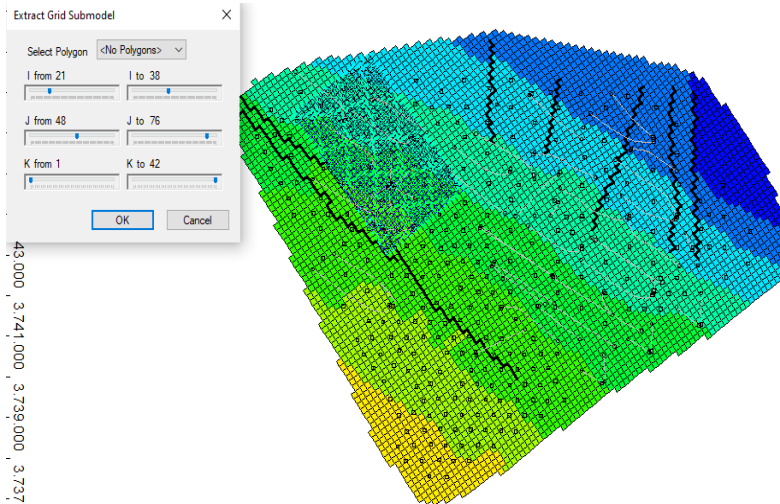 Extract Grid Submodel
Select Polygon <No Polygons>
I from 21 I to 38
J from 48 J to 76
K from 1 K to 42
OK Cancel
43.000
3.741.000
3.739.000
3.737